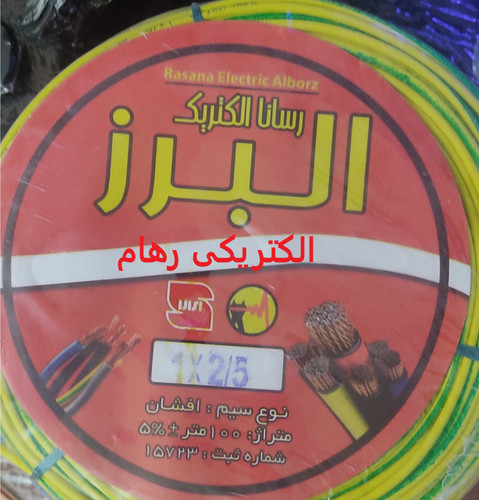 Rasana Electric Alborz
رسانا الکتریک
البرز
الکتریکی رهام
1x2/5
نوع سیم : افشان
متراژ: ۱۰۰ متر ± ۵%
شماره ثبت : ۱۵۷۲۳